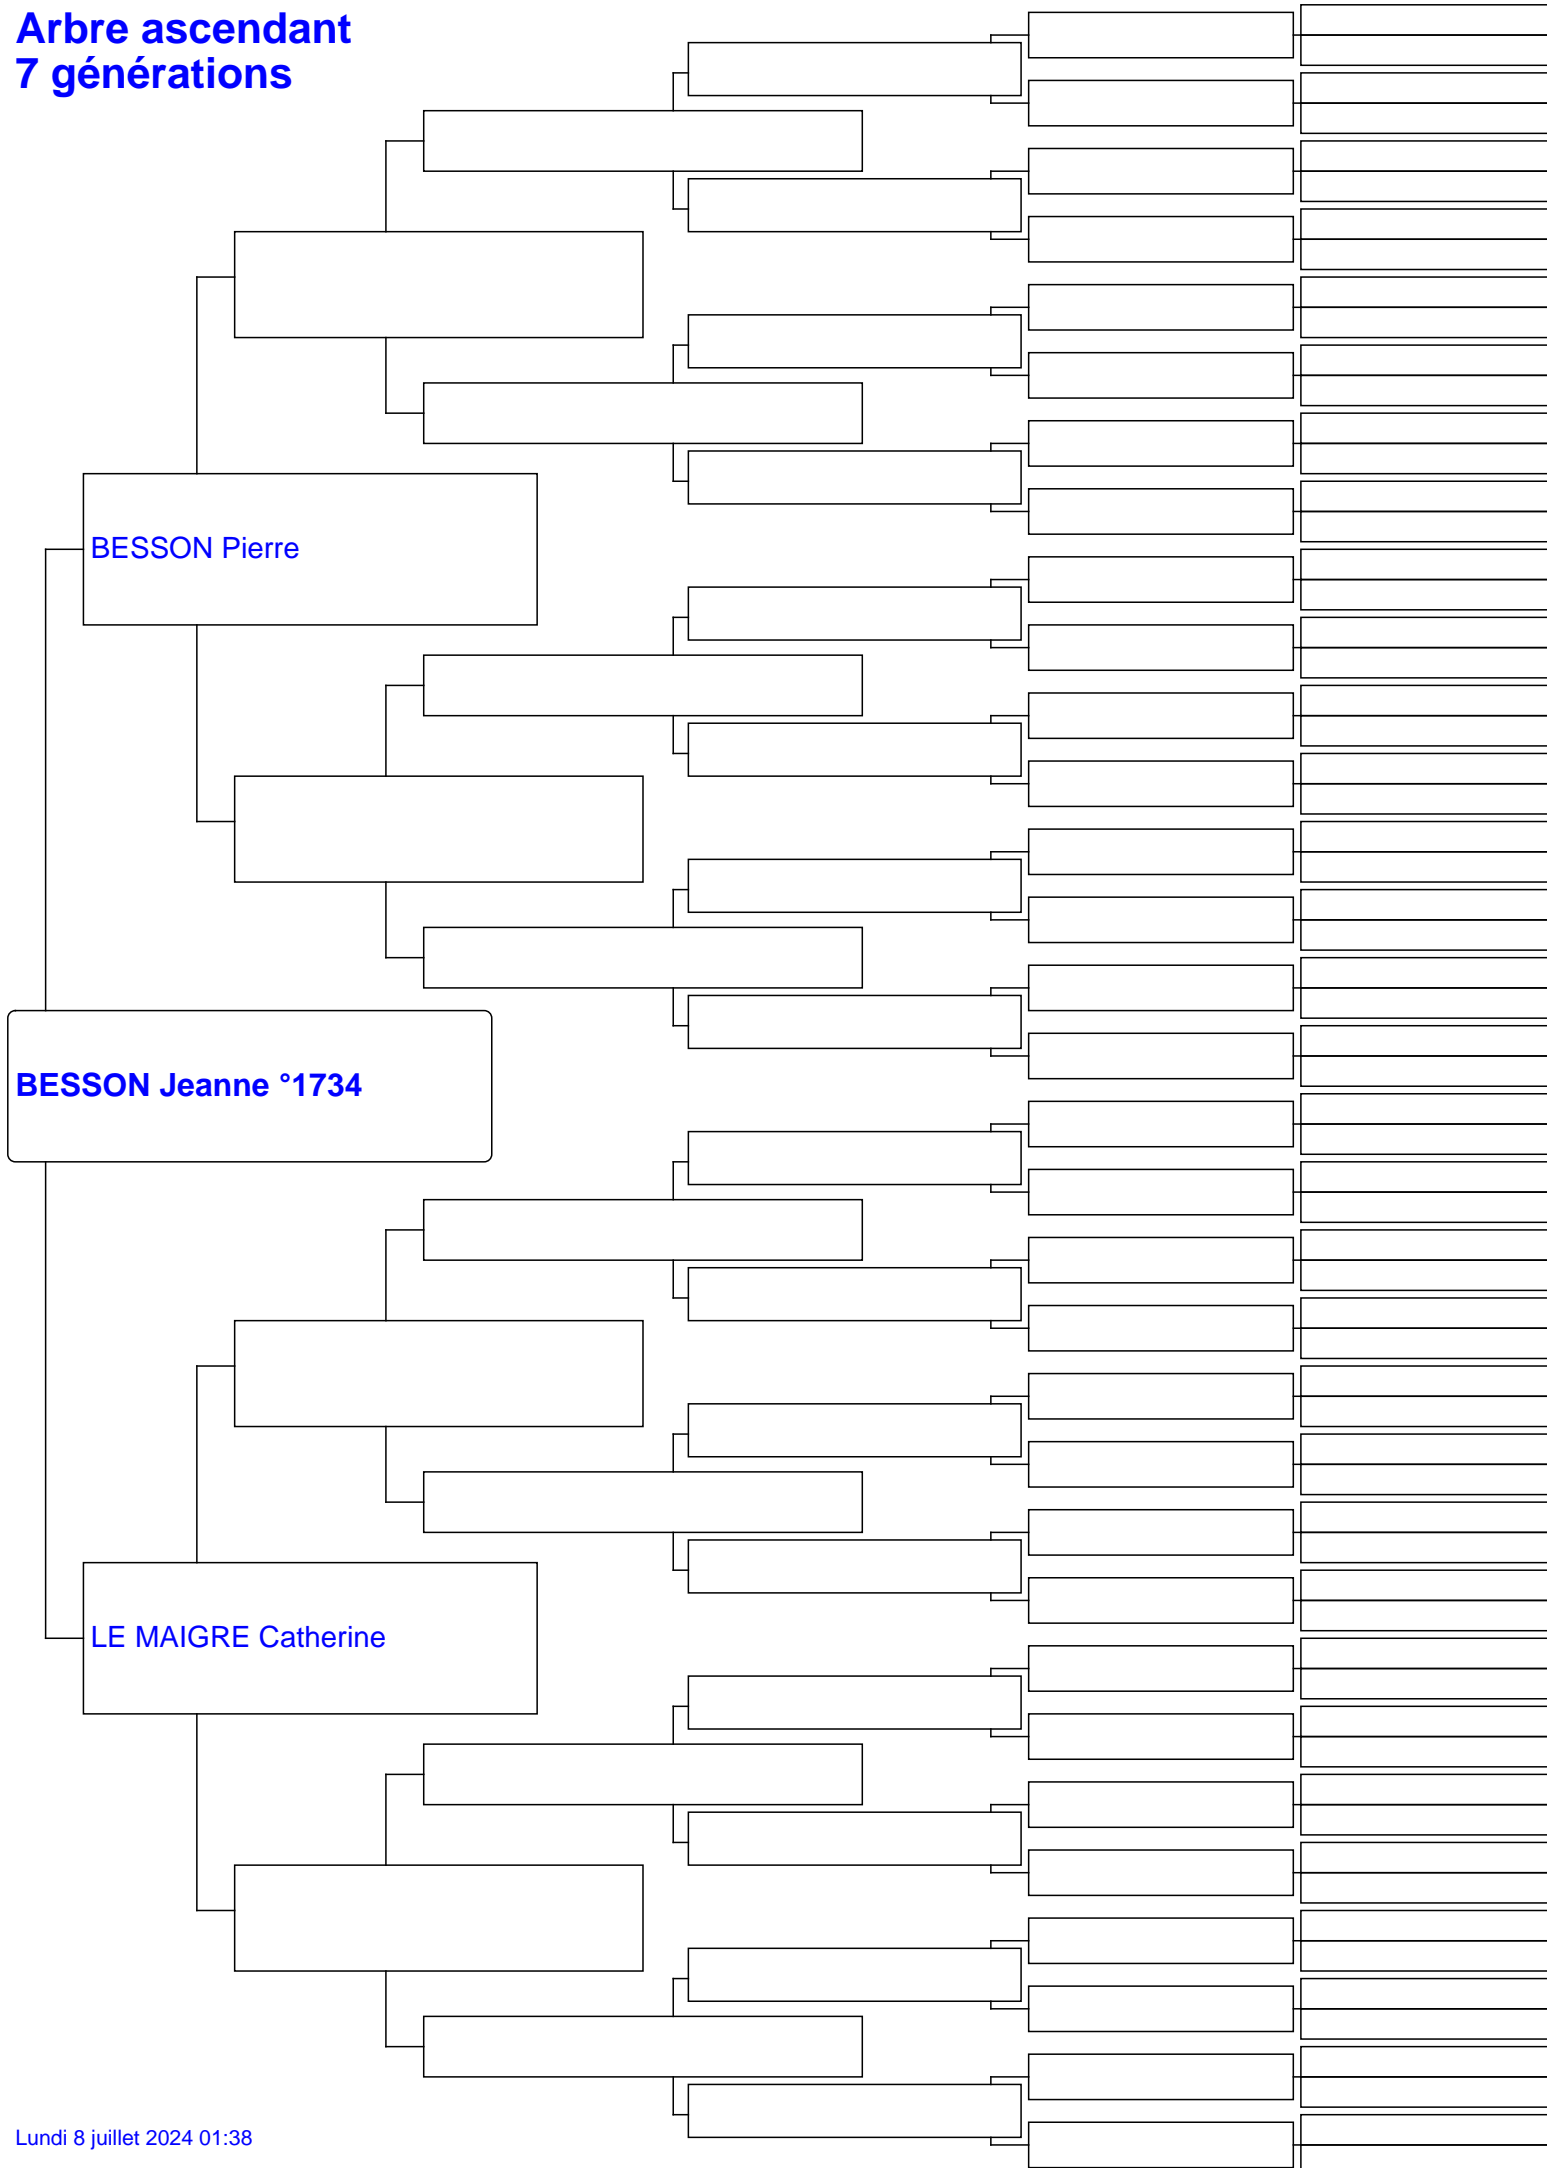 Arbre ascendant
7 générations
BESSON Pierre
BESSON Jeanne °1734
LE MAIGRE Catherine
Lundi 8 juillet 2024 01:38